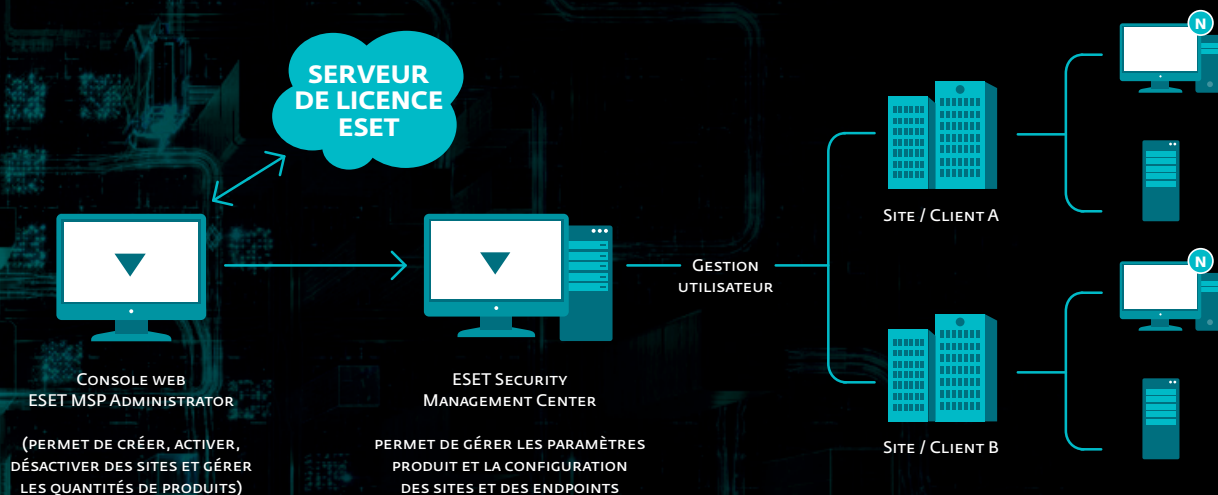 SERVEUR
DE LICENCE
ESET
N
SITE / CLIENT A
GESTION
UTILISATEUR
N
SITE / CLIENT B
CONSOLE WEB
ESET MSP ADMINISTRATOR
(PERMET DE CRÉER, ACTIVER,
DÉSACTIVER DES SITES ET GÉRER
LES QUANTITÉS DE PRODUITS)
ESET SECURITY
MANAGEMENT CENTER
PERMET DE GÉRER LES PARAMÈTRES
PRODUIT ET LA CONFIGURATION
DES SITES ET DES ENDPOINTS